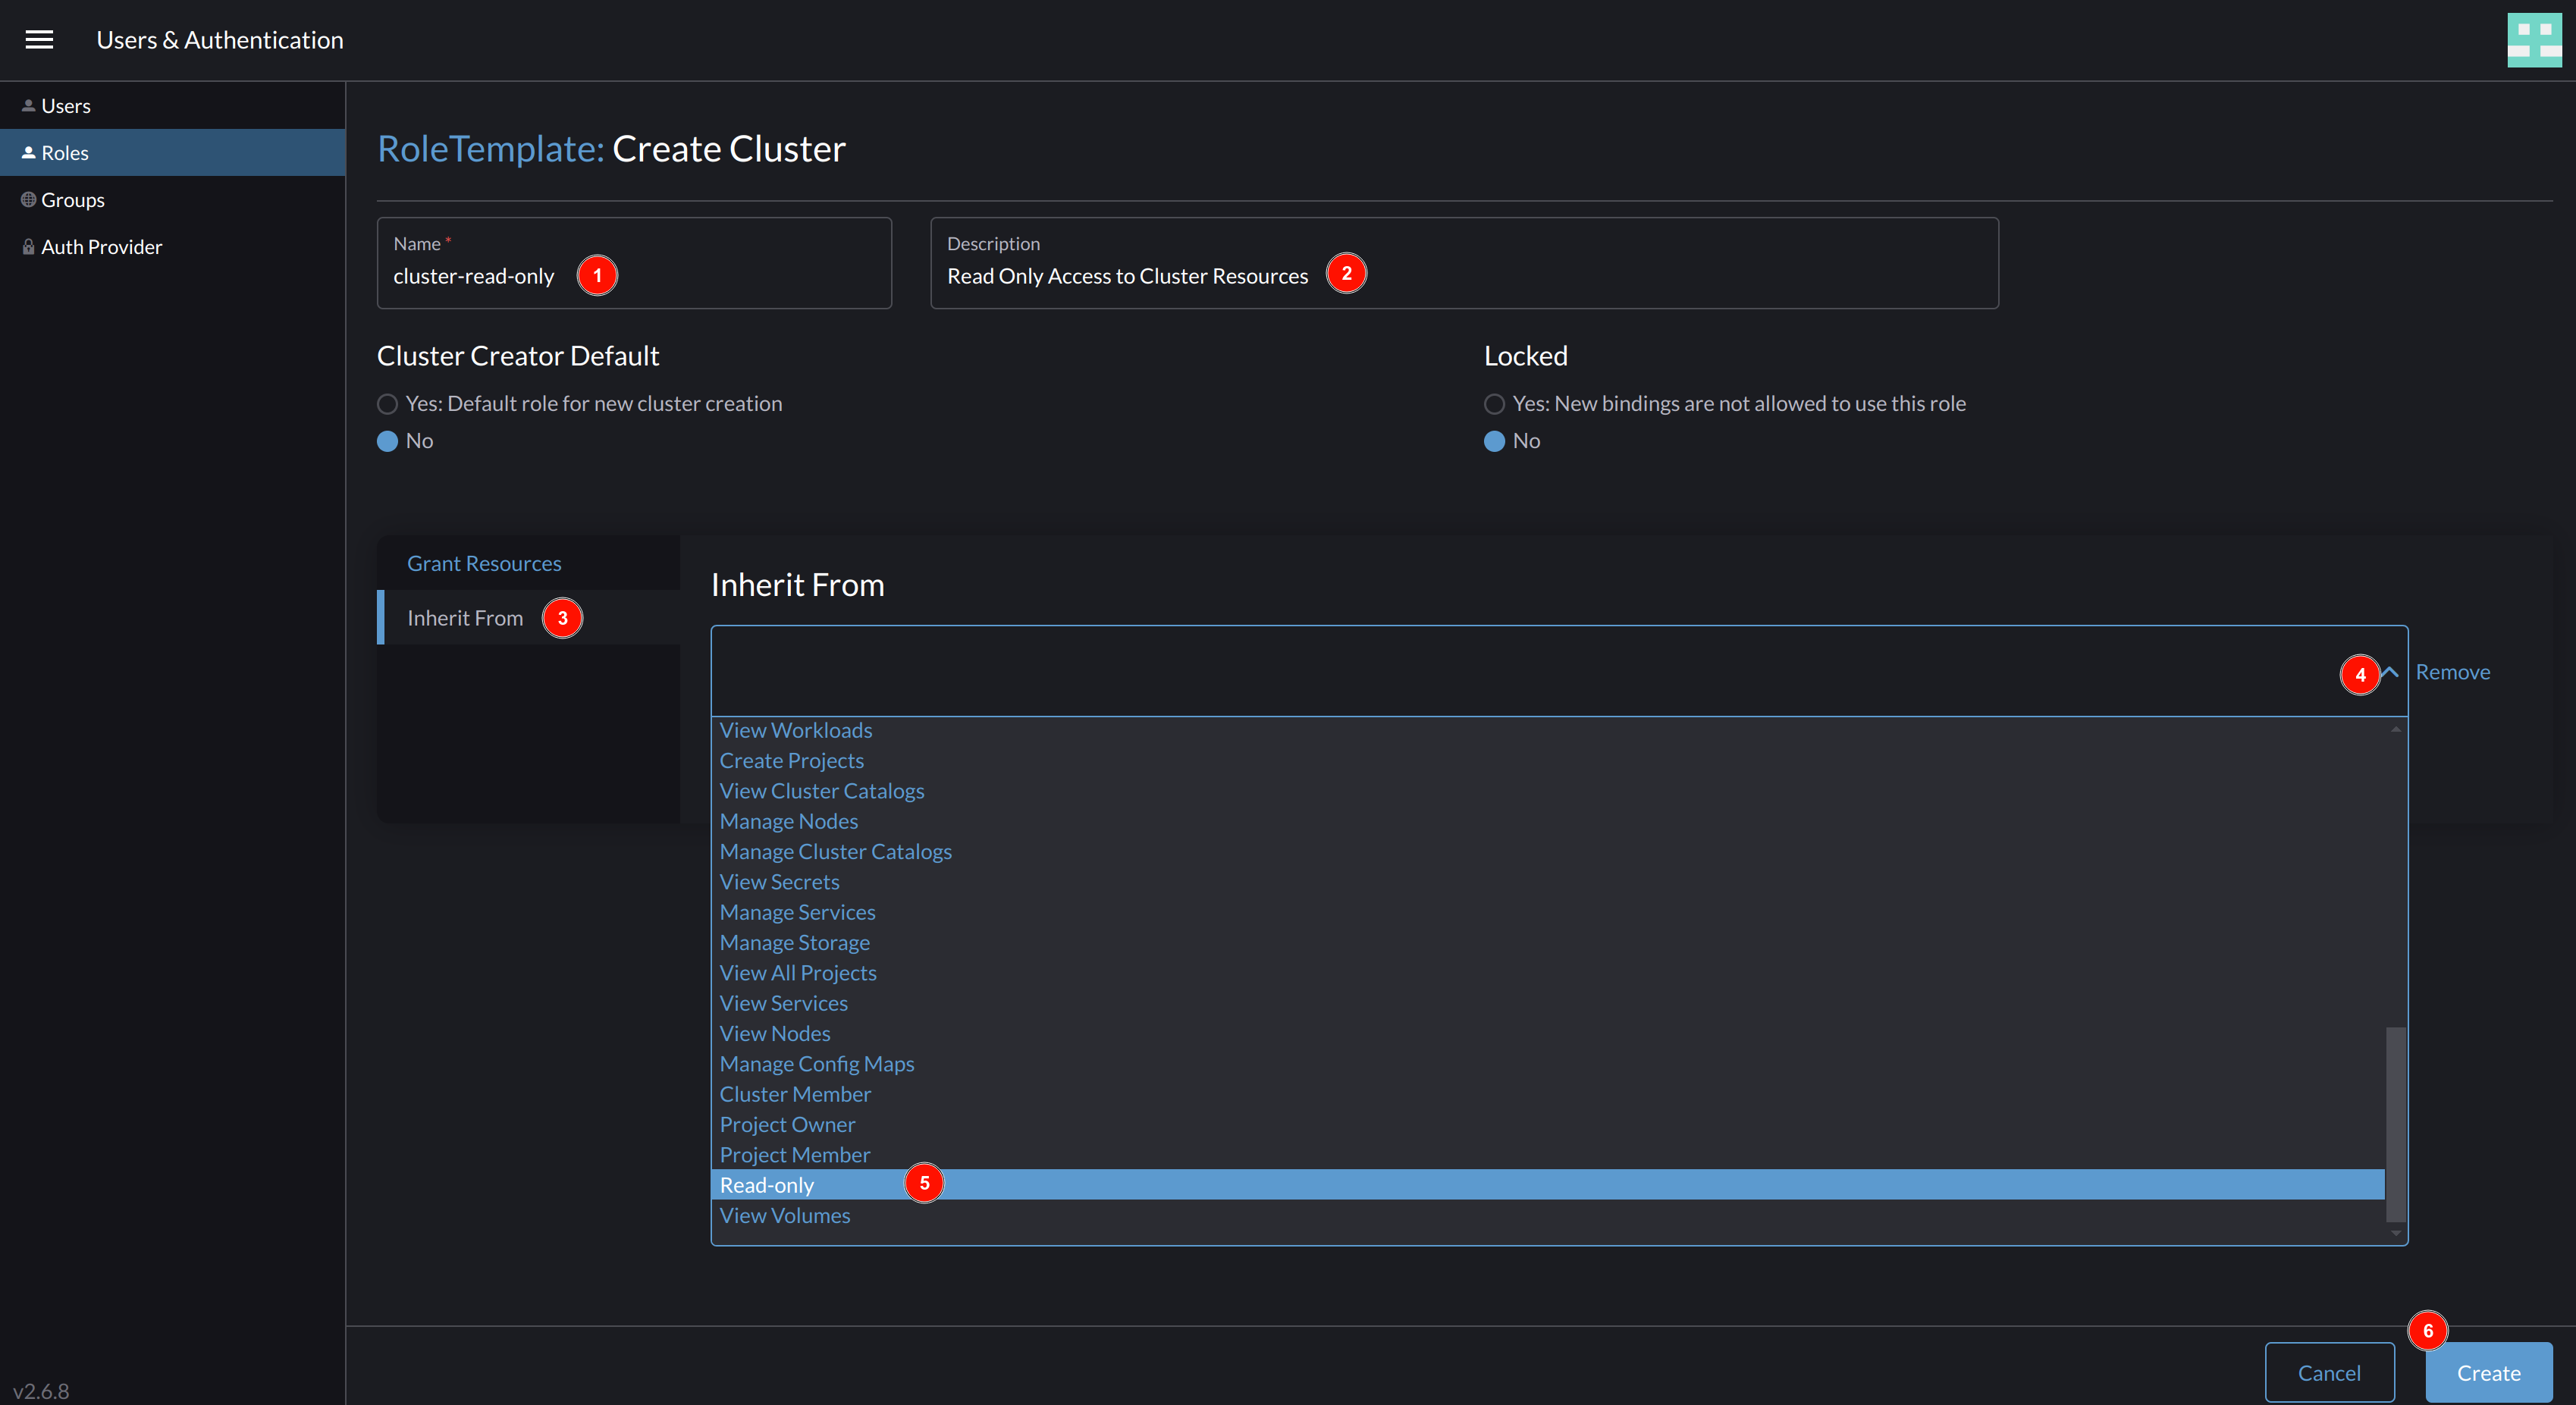 Users & Authentication
Users
Roles
Groups
Auth Provider
RoleTemplate: Create Cluster
Name *
cluster-read-only 1
Description
Read Only Access to Cluster Resources 2
Cluster Creator Default
Yes: Default role for new cluster creation
No
Locked
Yes: New bindings are not allowed to use this role
No
Grant Resources
Inherit From 3
Inherit From
4 Remove
View Workloads
Create Projects
View Cluster Catalogs
Manage Nodes
Manage Cluster Catalogs
View Secrets
Manage Services
Manage Storage
View All Projects
View Services
View Nodes
Manage Config Maps
Cluster Member
Project Owner
Project Member
Read-only 5
View Volumes
6
Cancel Create
v2.6.8